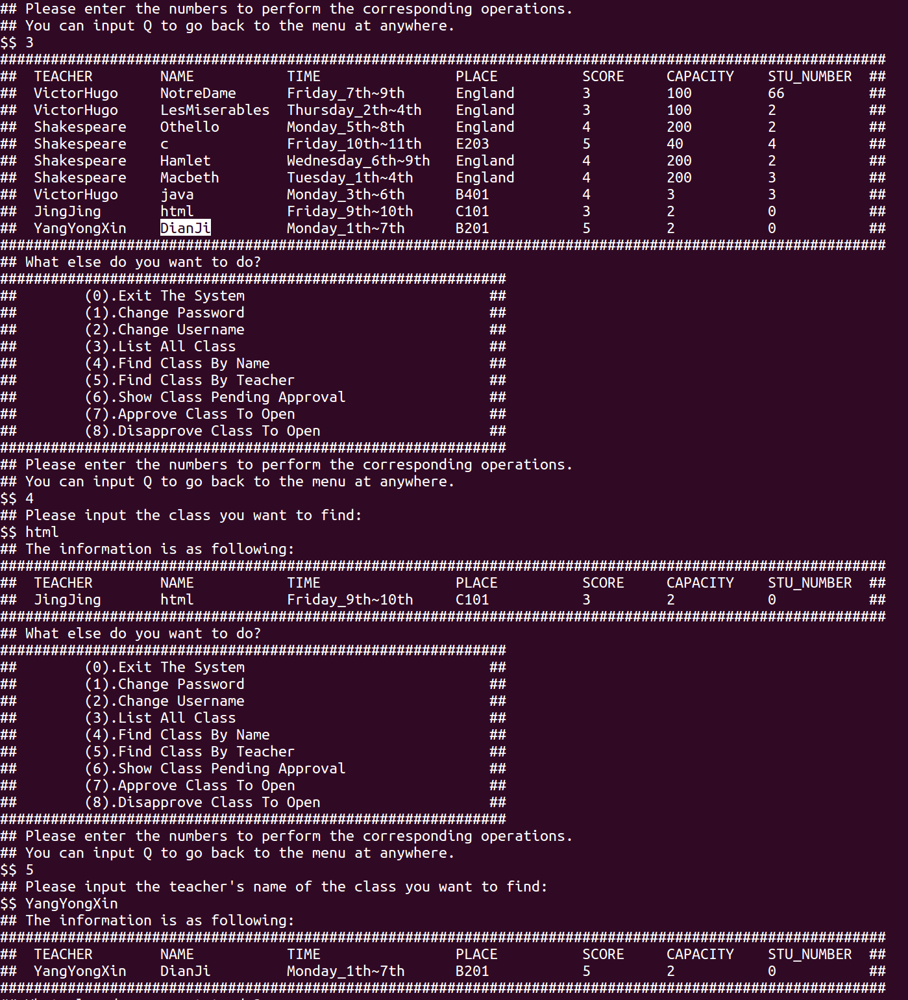 ## Please enter the numbers to perform the corresponding operations.
## You can input Q to go back to the menu at anywhere.
$$ 3
#########################################################################################################
##  TEACHER        NAME           TIME                PLACE          SCORE     CAPACITY    STU_NUMBER  ##
##  VictorHugo     NotreDame      Friday_7th~9th      England        3         100         66          ##
##  VictorHugo     LesMiserables  Thursday_2th~4th    England        3         100         2           ##
##  Shakespeare    Othello        Monday_5th~8th      England        4         200         2           ##
##  Shakespeare    c              Friday_10th~11th    E203           5         40          4           ##
##  Shakespeare    Hamlet         Wednesday_6th~9th   England        4         200         2           ##
##  Shakespeare    Macbeth        Tuesday_1th~4th     England        4         200         3           ##
##  VictorHugo     java           Monday_3th~6th      B401           4         3           3           ##
##  JingJing       html           Friday_9th~10th     C101           3         2           0           ##
##  YangYongXin    DianJi         Monday_1th~7th      B201           5         2           0           ##
#########################################################################################################
## What else do you want to do?
############################################################
##        (0).Exit The System                             ##
##        (1).Change Password                             ##
##        (2).Change Username                             ##
##        (3).List All Class                              ##
##        (4).Find Class By Name                          ##
##        (5).Find Class By Teacher                       ##
##        (6).Show Class Pending Approval                 ##
##        (7).Approve Class To Open                       ##
##        (8).Disapprove Class To Open                    ##
############################################################
## Please enter the numbers to perform the corresponding operations.
## You can input Q to go back to the menu at anywhere.
$$ 4
## Please input the class you want to find:
$$ html
## The information is as following:
#########################################################################################################
##  TEACHER        NAME           TIME                PLACE          SCORE     CAPACITY    STU_NUMBER  ##
##  JingJing       html           Friday_9th~10th     C101           3         2           0           ##
#########################################################################################################
## What else do you want to do?
############################################################
##        (0).Exit The System                             ##
##        (1).Change Password                             ##
##        (2).Change Username                             ##
##        (3).List All Class                              ##
##        (4).Find Class By Name                          ##
##        (5).Find Class By Teacher                       ##
##        (6).Show Class Pending Approval                 ##
##        (7).Approve Class To Open                       ##
##        (8).Disapprove Class To Open                    ##
############################################################
## Please enter the numbers to perform the corresponding operations.
## You can input Q to go back to the menu at anywhere.
$$ 5
## Please input the teacher's name of the class you want to find:
$$ YangYongXin
## The information is as following:
#########################################################################################################
##  TEACHER        NAME           TIME                PLACE          SCORE     CAPACITY    STU_NUMBER  ##
##  YangYongXin    DianJi         Monday_1th~7th      B201           5         2           0           ##
#########################################################################################################